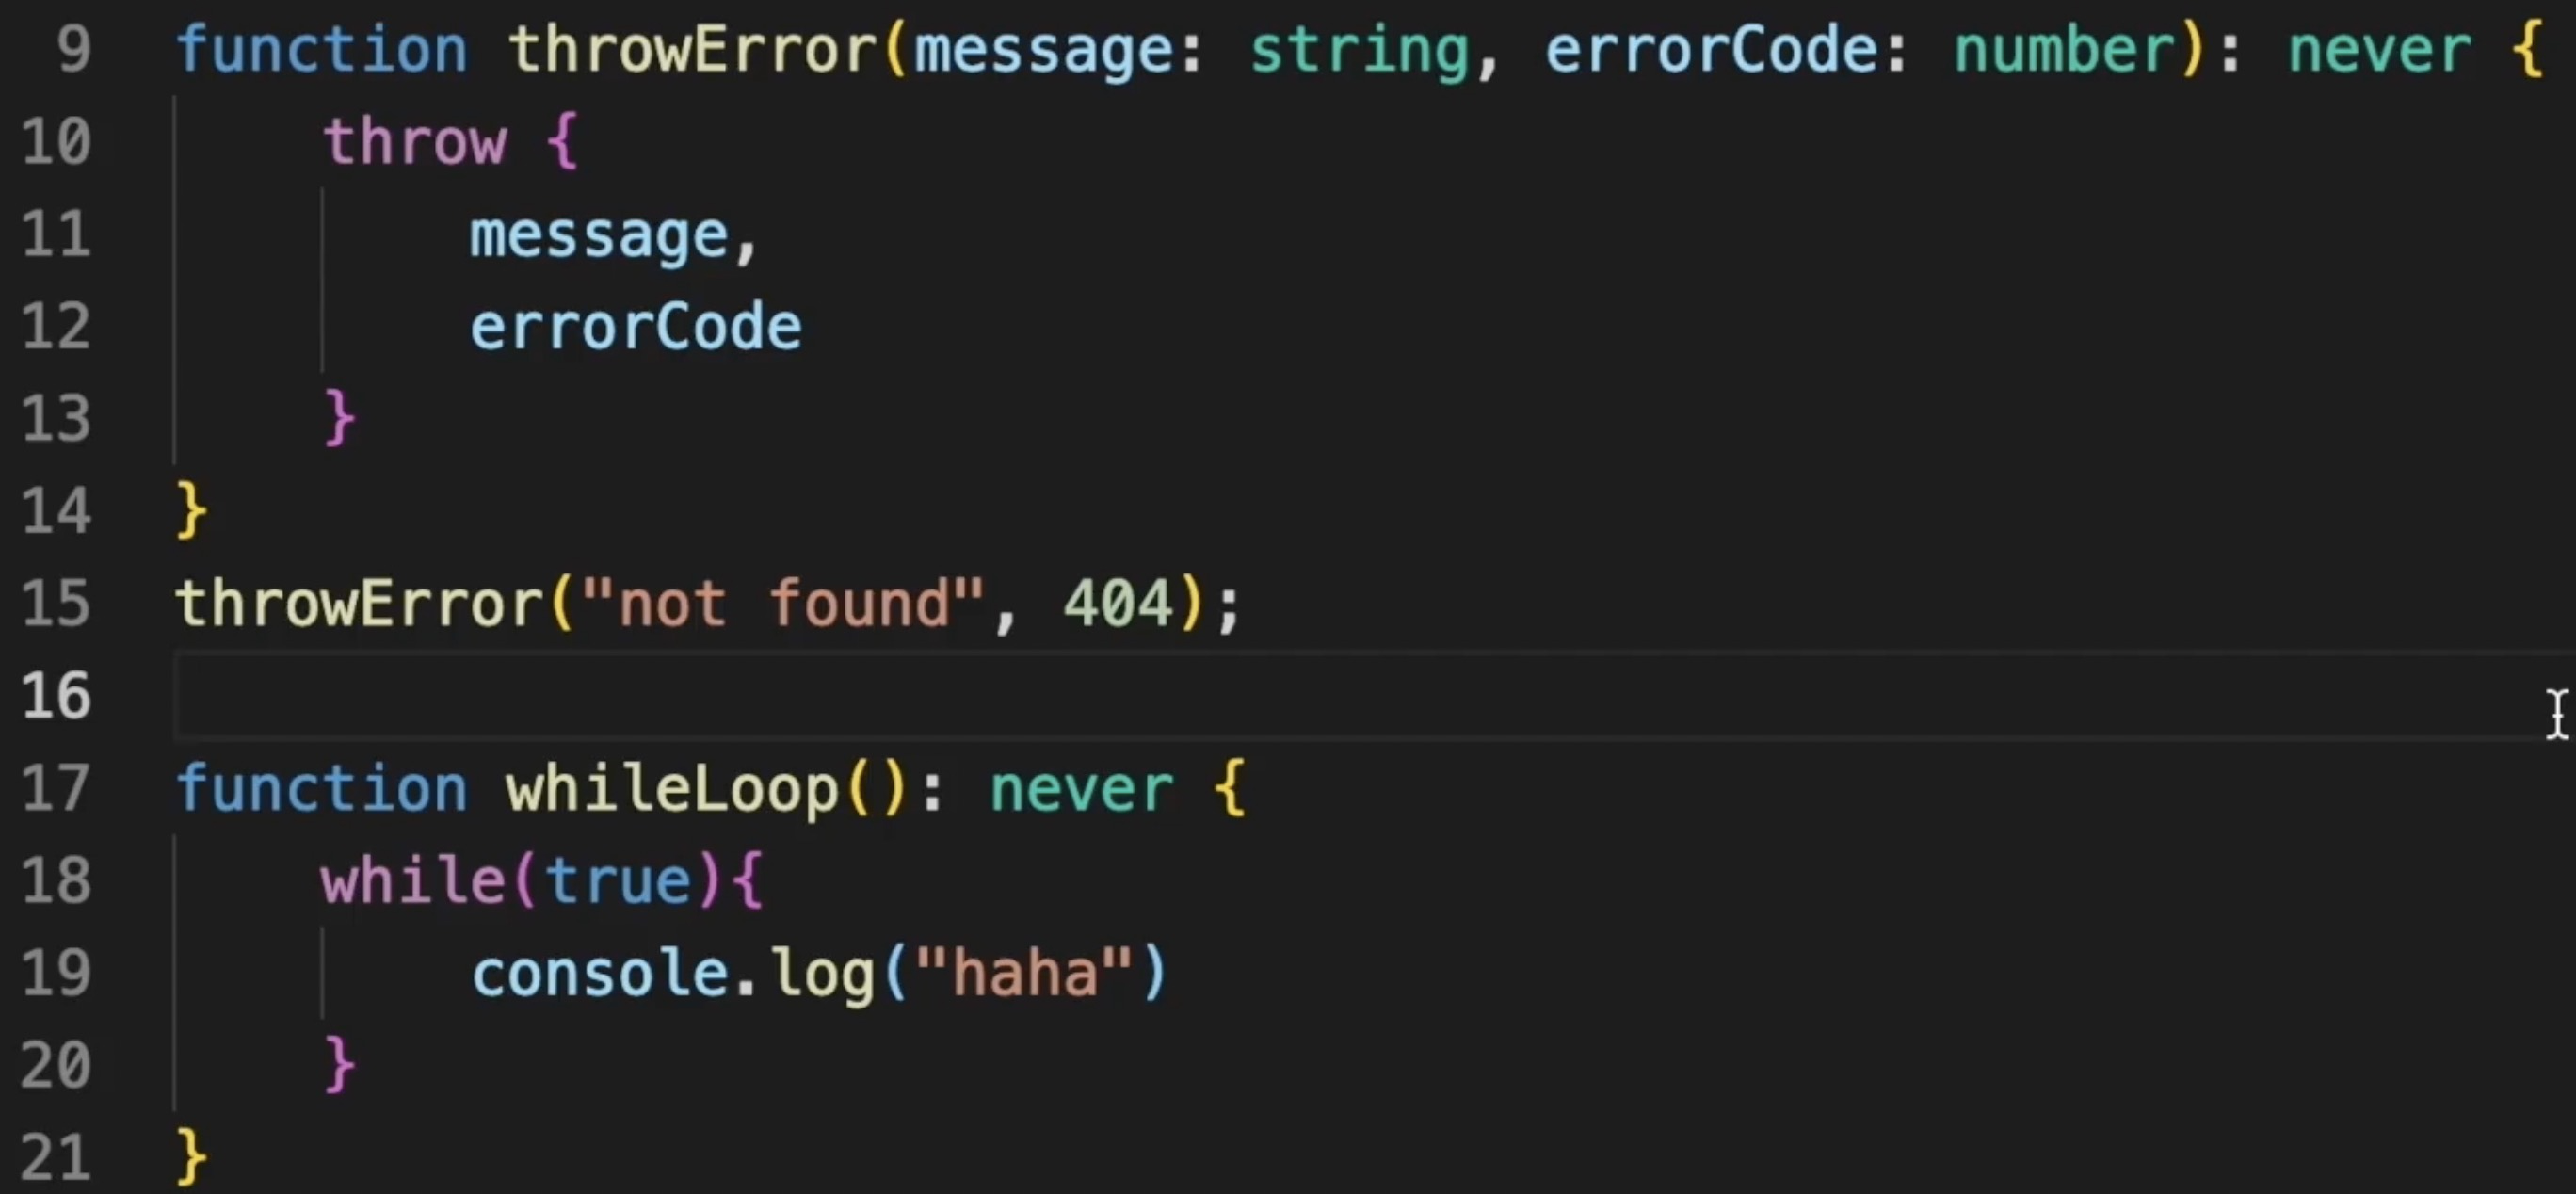 9 function throwError(message: string, errorCode: number): never {
10 throw {
11 message,
12 errorCode
13 }
14 }
15 throwError("not found", 404);
16
17 function whileLoop(): never {
18 while(true){
19 console.log("haha")
20 }
21 }